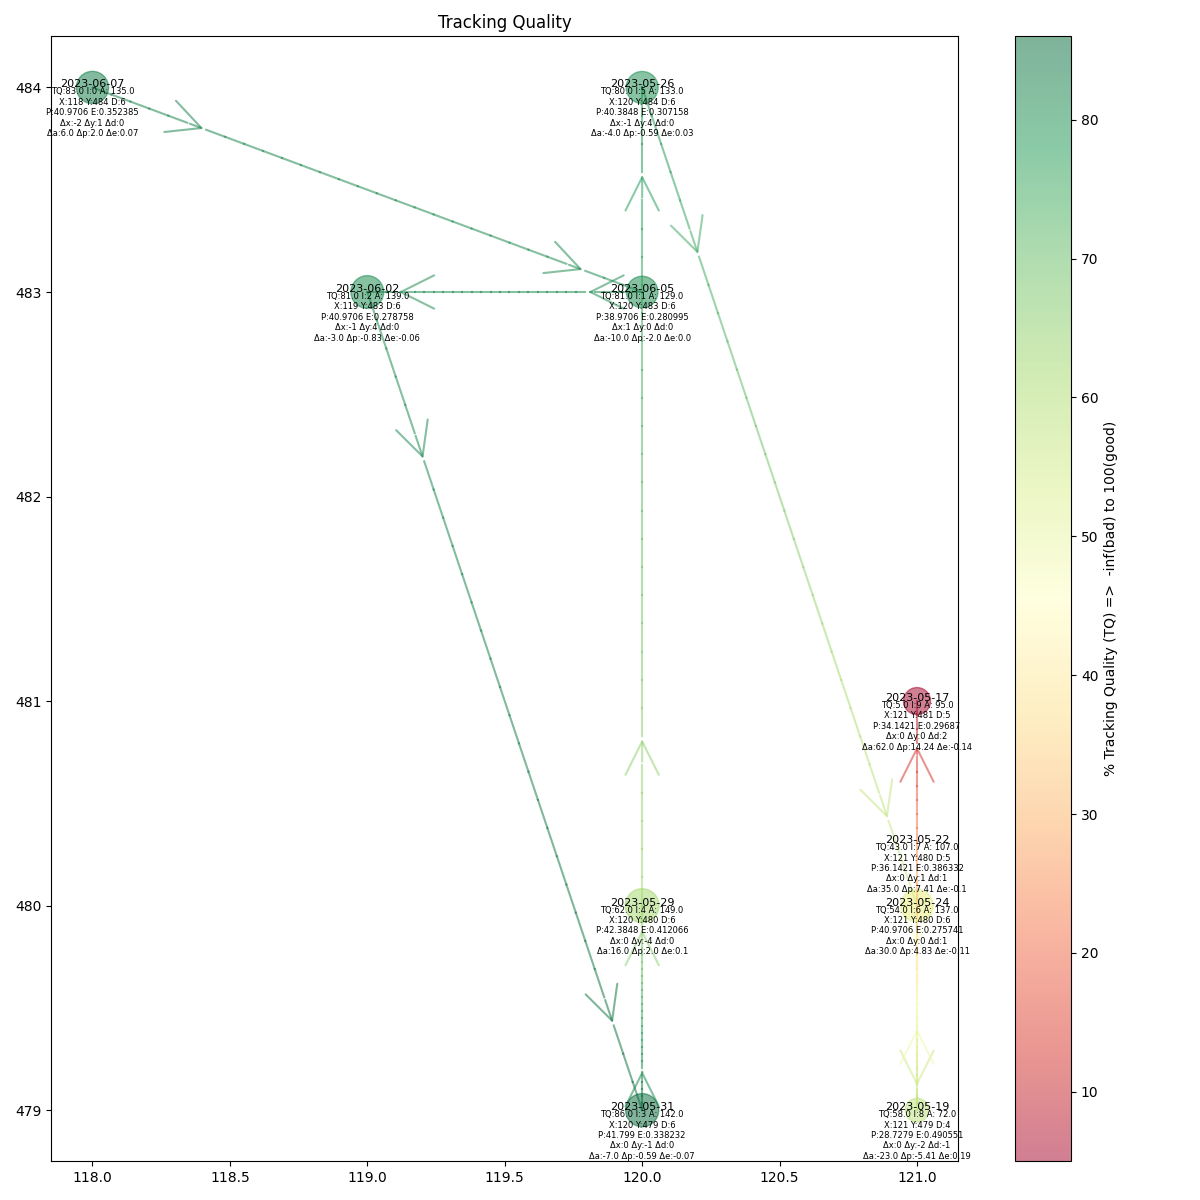 Tracking Quality
484
483
482
481
480
479
2023-06-07
TQ:83.0 I:0 A: 135.0
X:118 Y:484 D:6
P:40.9706 E:0.352385
Δx:-2 Δy:1 Δd:0
Δa:6.0 Δp:2.0 Δe:0.07
2023-05-26
TQ:80.0 I:5 A: 133.0
X:120 Y:484 D:6
P:40.3848 E:0.307158
Δx:-1 Δy:4 Δd:0
Δa:-4.0 Δp:-0.59 Δe:0.03
2023-06-02
TQ:81.0 I:2 A: 139.0
X:119 Y:483 D:6
P:40.9706 E:0.278758
Δx:-1 Δy:4 Δd:0
Δa:-3.0 Δp:-0.83 Δe:-0.06
2023-06-05
TQ:81.0 I:1 A: 129.0
X:120 Y:483 D:6
P:38.9706 E:0.280995
Δx:1 Δy:0 Δd:0
Δa:-10.0 Δp:-2.0 Δe:0.0
2023-05-17
TQ:5.0 I:9 A: 95.0
X:121 Y:481 D:5
P:34.1421 E:0.29687
Δx:0 Δy:0 Δd:2
Δa:62.0 Δp:14.24 Δe:-0.14
2023-05-22
TQ:43.0 I:7 A: 107.0
X:121 Y:480 D:5
P:36.1421 E:0.386332
Δx:0 Δy:1 Δd:1
Δa:35.0 Δp:7.41 Δe:-0.1
2023-05-29
TQ:62.0 I:4 A: 149.0
X:120 Y:480 D:6
P:42.3848 E:0.412066
Δx:0 Δy:-4 Δd:0
Δa:16.0 Δp:2.0 Δe:0.1
2023-05-24
TQ:54.0 I:6 A: 137.0
X:121 Y:480 D:6
P:40.9706 E:0.275741
Δx:0 Δy:0 Δd:1
Δa:30.0 Δp:4.83 Δe:-0.11
2023-05-31
TQ:86.0 I:3 A: 142.0
X:120 Y:479 D:6
P:41.799 E:0.338232
Δx:0 Δy:-1 Δd:0
Δa:-7.0 Δp:-0.59 Δe:-0.07
2023-05-19
TQ:58.0 I:8 A: 72.0
X:121 Y:479 D:4
P:28.7279 E:0.490551
Δx:0 Δy:-2 Δd:-1
Δa:-23.0 Δp:-5.41 Δe:0.19
118.0
118.5
119.0
119.5
120.0
120.5
121.0
80
70
60
50
40
30
20
10
% Tracking Quality (TQ) => -inf(bad) to 100(good)